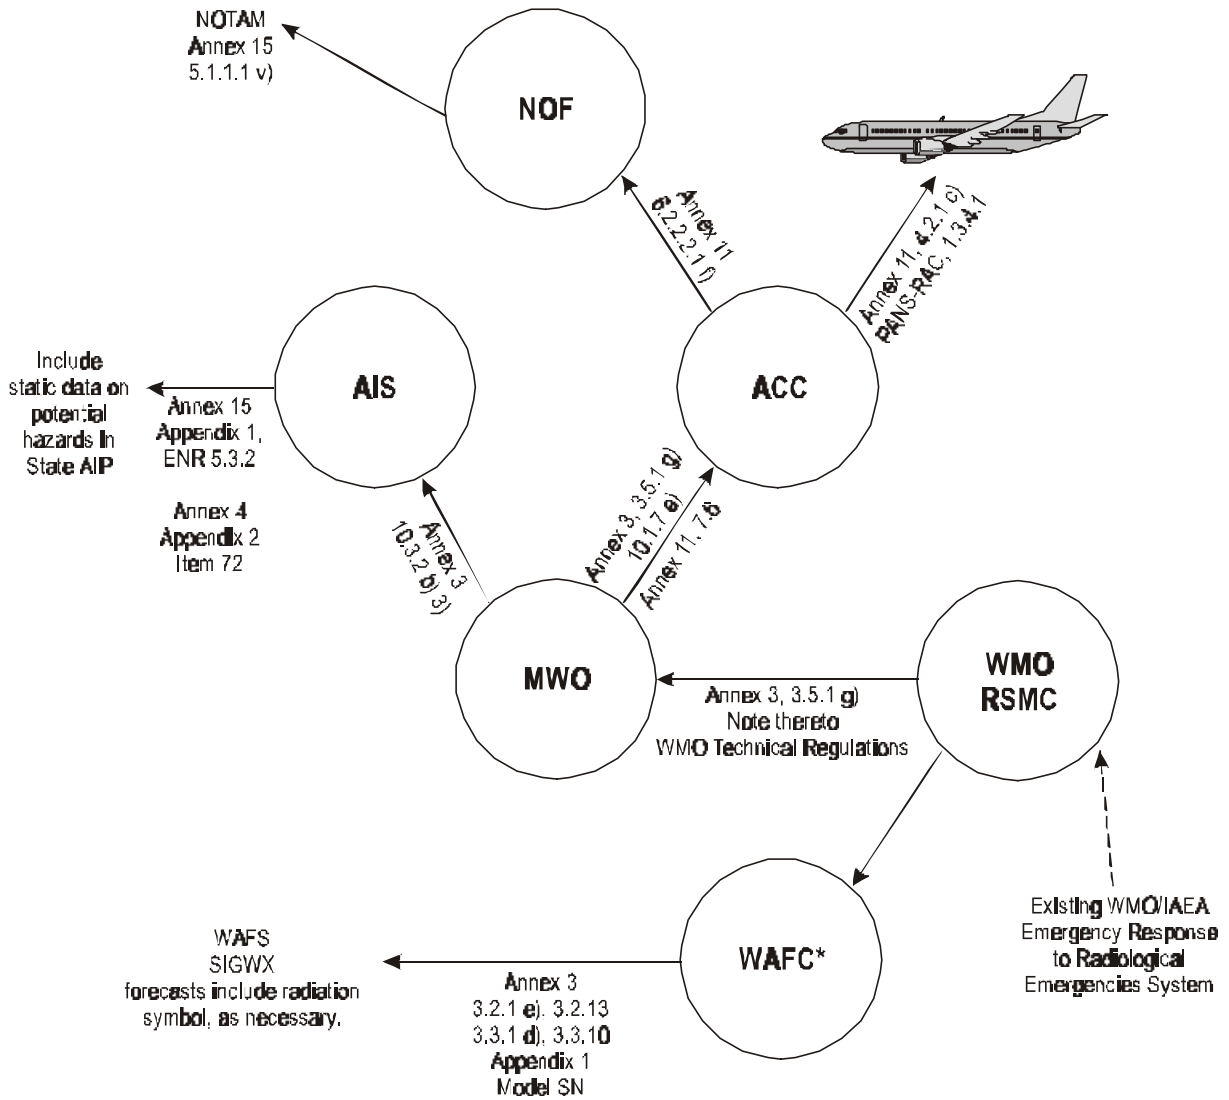 NOTAM
Annex 15
5.1.1.1 v)
NOF
Annex 11
6.2.2.2.1 f)
Annex 11, 4.2.1 c)
PANS-RAC, 1.3.4.1
Include
static data on
potential
hazards in
State AIP
AIS
Annex 15
Appendix 1,
ENR 5.3.2
Annex 4
Appendix 2
Item 72
ACC
Annex 3
10.3.2 b) 3)
Annex 3, 3.5.1 g)
10.1.7 e)
Annex 11, 7.6
MWO
WMO
RSMC
Annex 3, 3.5.1 g)
Note thereto
WMO Technical Regulations
WAFS
SIGWX
forecasts include radiation
symbol, as necessary.
WAFC*
Annex 3
3.2.1 e), 3.2.13
3.3.1 d), 3.3.10
Appendix 1
Model SN
Existing WMO/IAEA
Emergency Response
to Radiological
Emergencies System